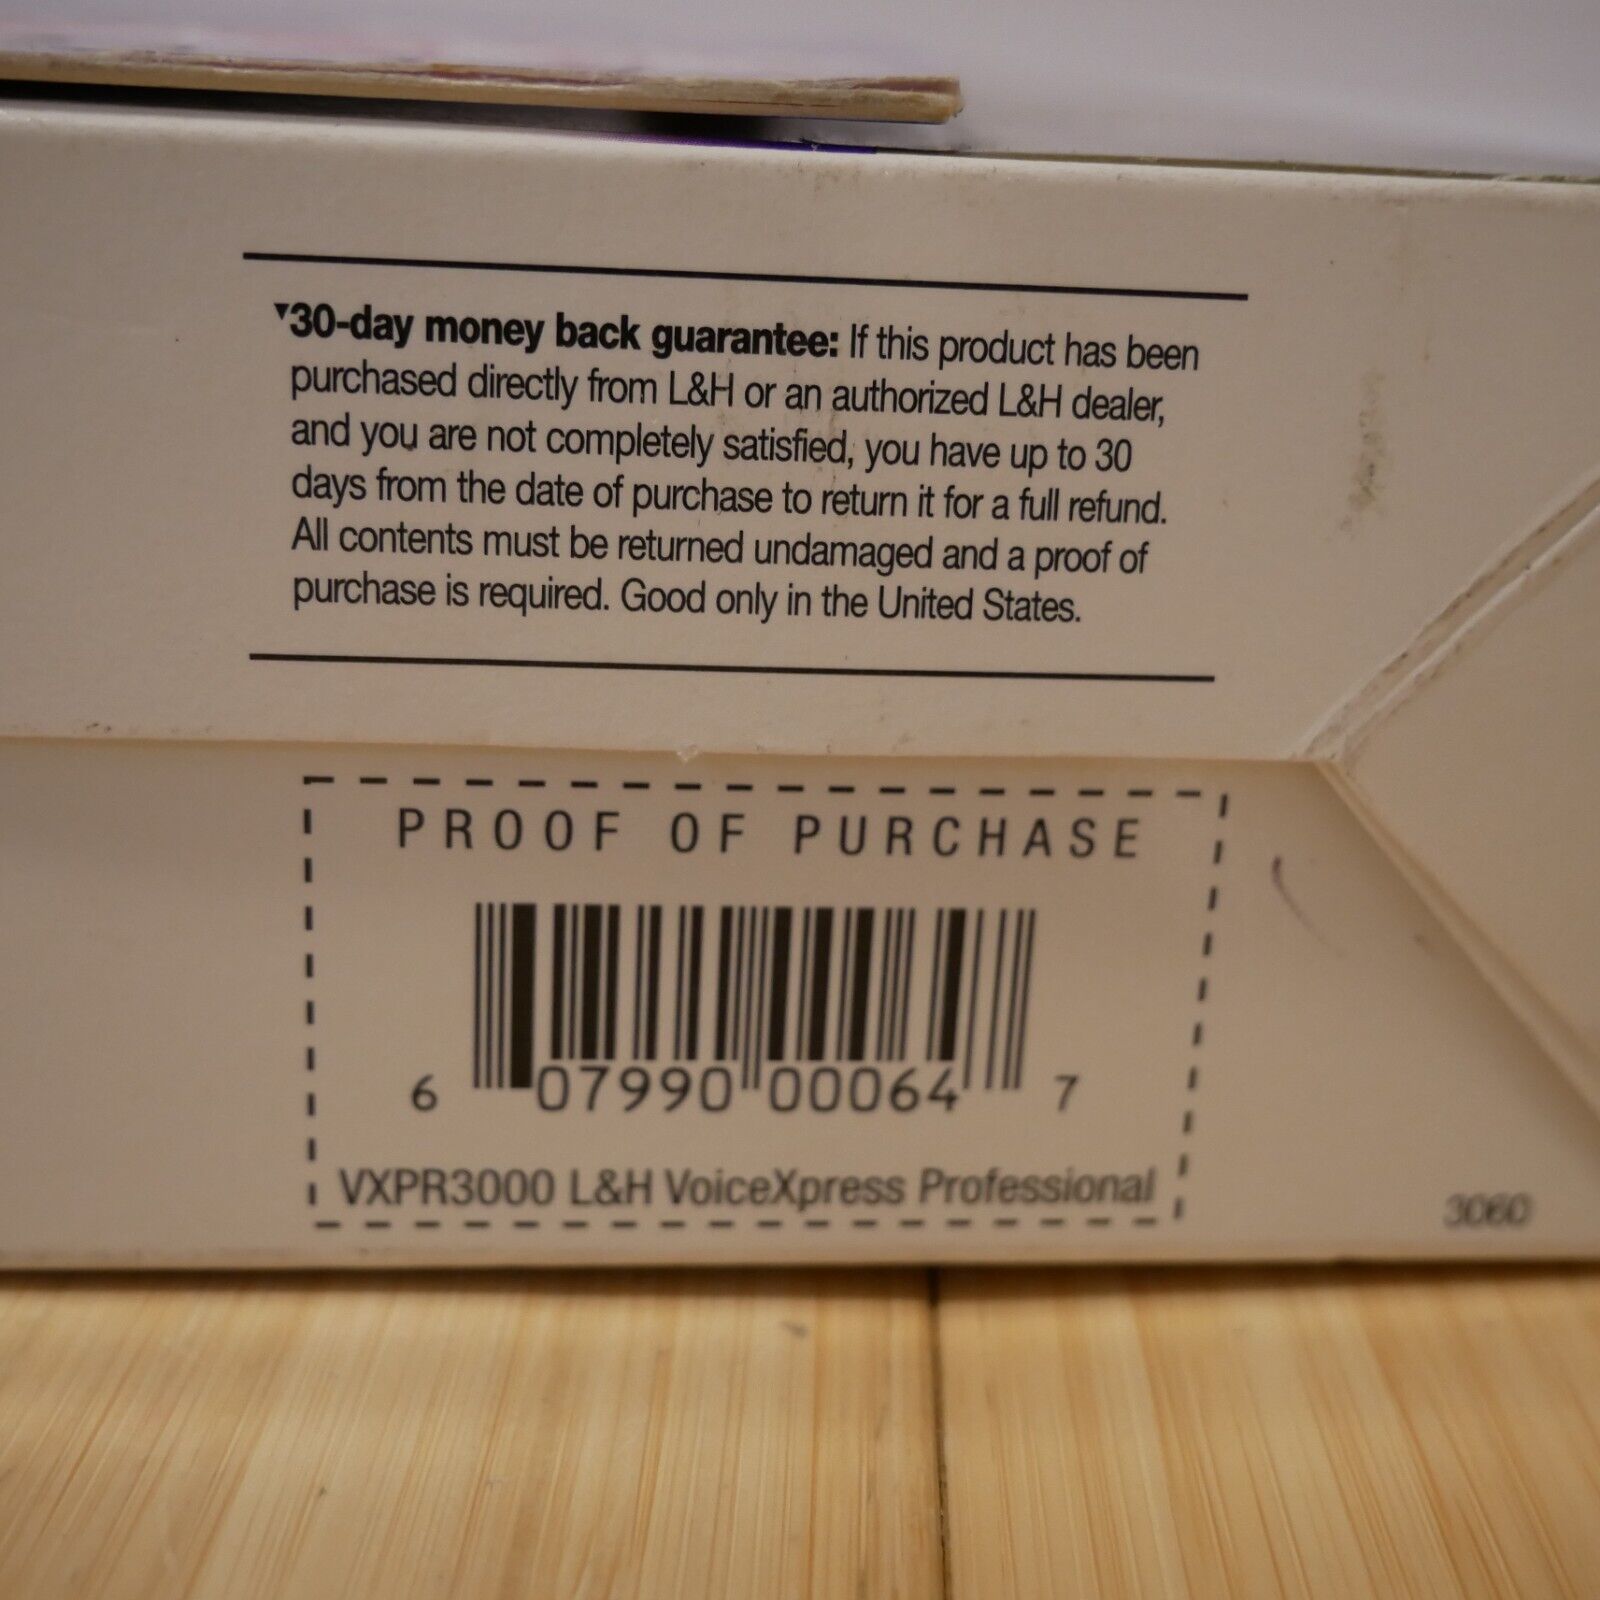 ▼30-day money back guarantee: If this product has been
purchased directly from L&H or an authorized L&H dealer,
and you are not completely satisfied, you have up to 30
days from the date of purchase to return it for a full refund.
All contents must be returned undamaged and a proof of
purchase is required. Good only in the United States.
PROOF OF PURCHASE
6 07990 00064 7
VXPR3000 L&H VoiceXpress Professional
3060